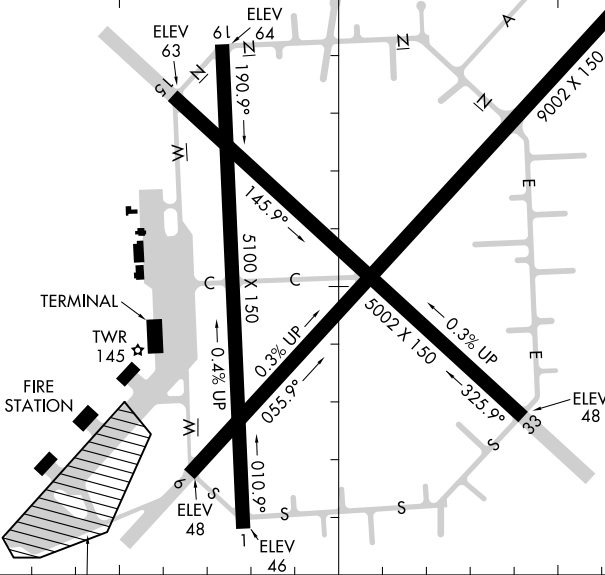 ELEV
64
ELEV
63
19
15
N
N
N
N
A
190.9°
9002 X 150
W
E
145.9°
5100 X 150
C
C
TERMINAL
TWR
145
0.4% UP
0.3% UP
055.9°
5002 X 150
0.3% UP
325.9°
E
FIRE
STATION
ELEV
48
33
W
010.9°
S
6
S
ELEV
48
S
S
1
ELEV
46